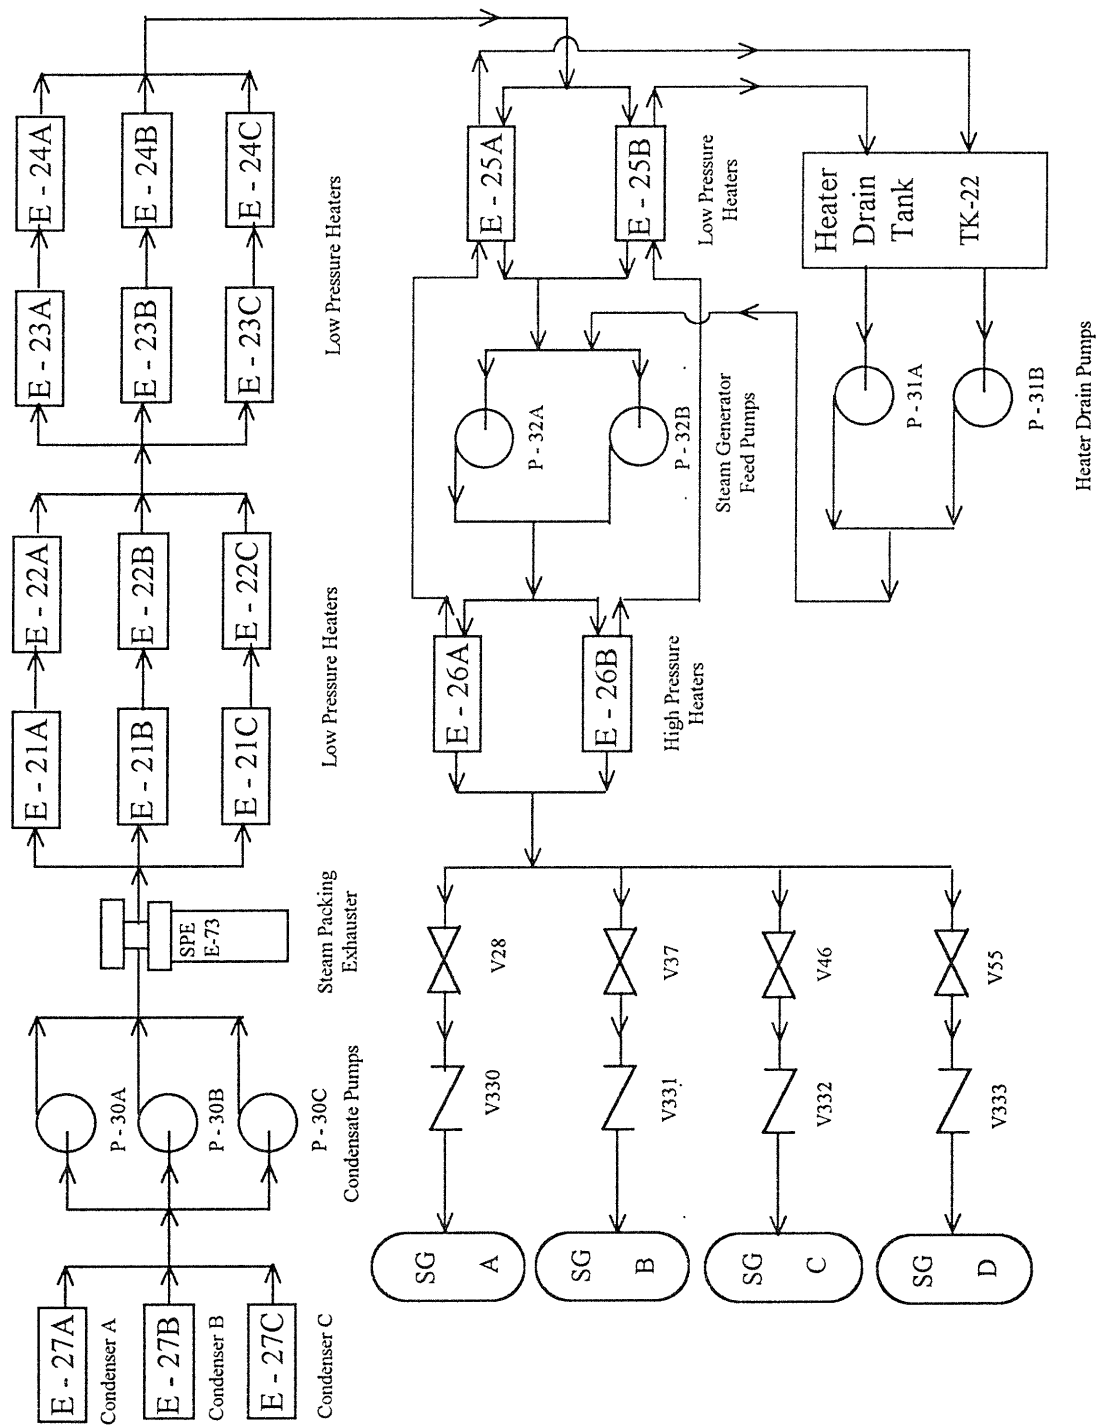 E - 27A
Condenser A
E - 27B
Condenser B
E - 27C
Condenser C
P - 30A
P - 30B
P - 30C
Condensate Pumps
SPE
E-73
Steam Packing
Exhauster
E - 21A
E - 21B
E - 21C
E - 22A
E - 22B
E - 22C
Low Pressure Heaters
E - 23A
E - 23B
E - 23C
E - 24A
E - 24B
E - 24C
Low Pressure Heaters
SG
A
SG
B
SG
C
SG
D
V330
V331
V332
V333
V28
V37
V46
V55
E - 26A
E - 26B
High Pressure
Heaters
P - 32A
P - 32B
Steam Generator
Feed Pumps
E - 25A
E - 25B
Low Pressure
Heaters
P - 31A
P - 31B
Heater Drain Pumps
Heater
Drain
Tank
TK-22